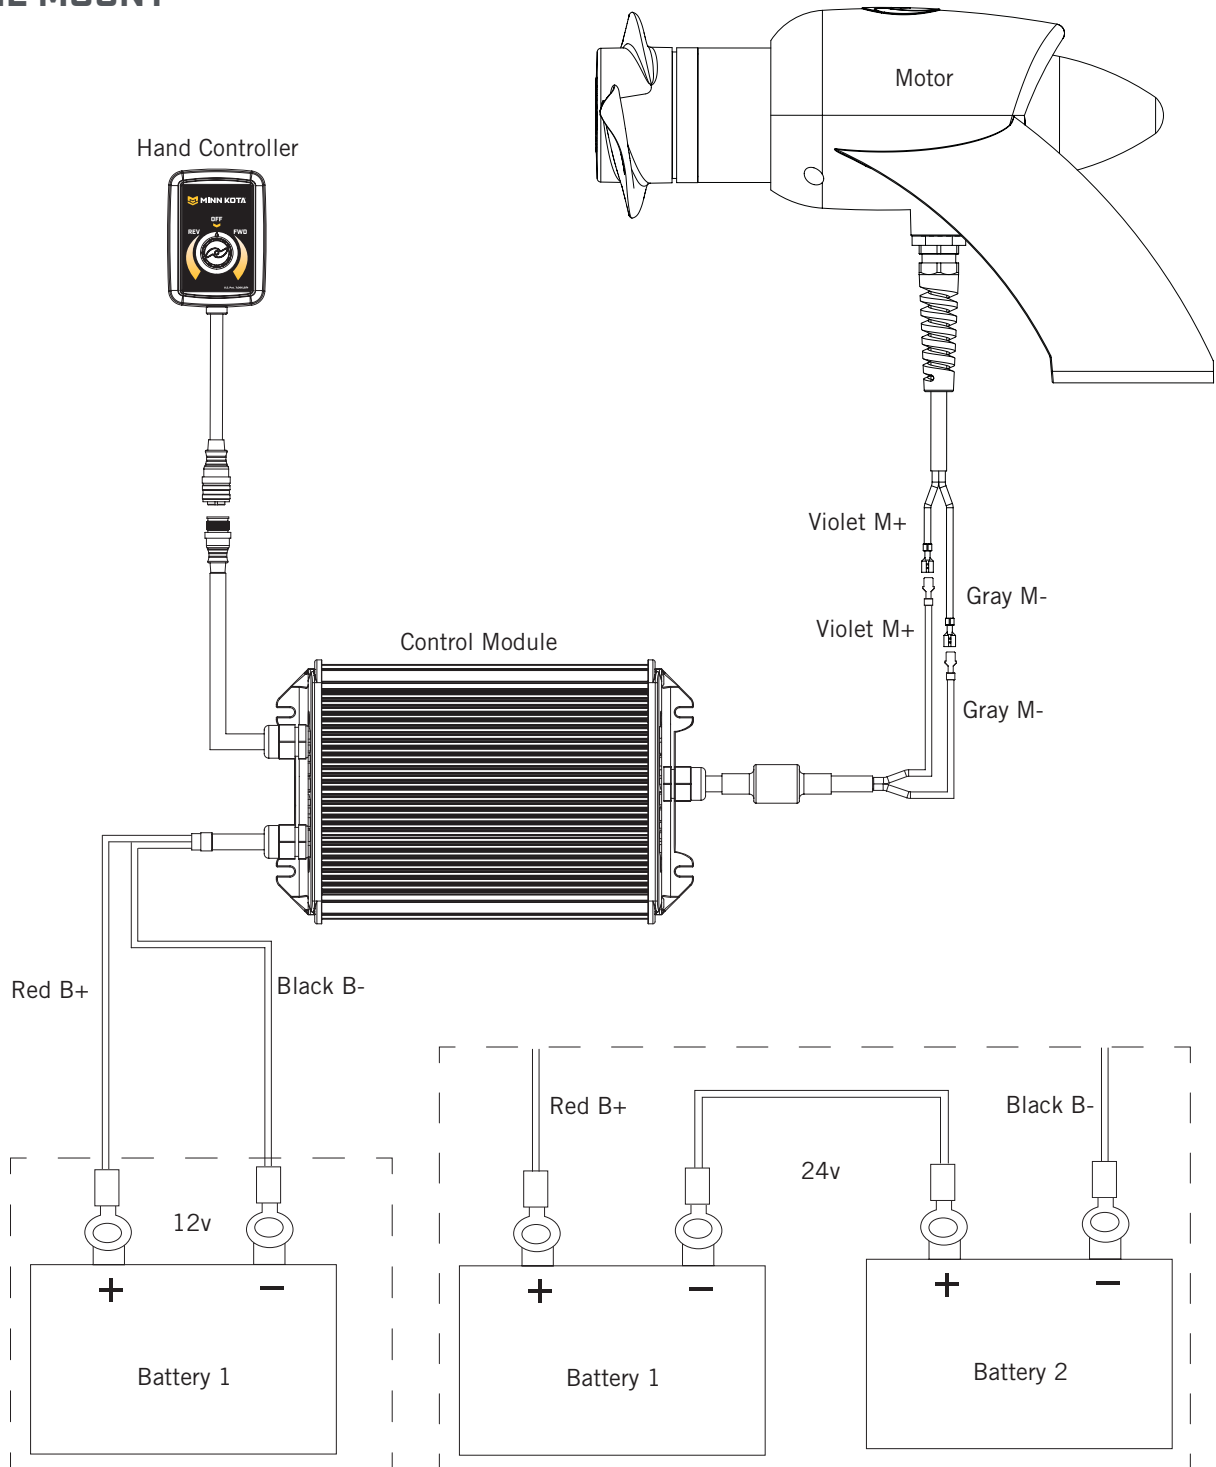 MOUNT
Motor
Hand Controller
MINN KOTA
OFF
REV
FWD
Violet M+
Gray M-
Violet M+
Control Module
Gray M-
Red B+
Black B-
Red B+
Black B-
24v
12v
+
−
+
−
+
−
Battery 1
Battery 1
Battery 2